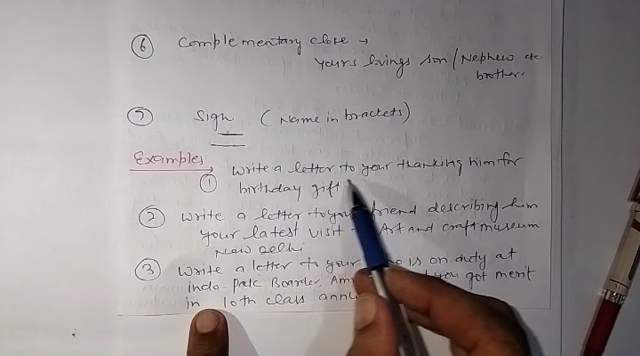 ⑥ Complementary close →
Yours livings son / Nephew etc
brother.
⑦ Sign (Name in brackets)
Examples
① Write a letter to your thanking him for
birthday gift
② Write a letter to your friend describing him
your latest visit Art and craft museum
New Delhi
③ Write a letter to your is on duty at
Indo-Pak Boarder, you got merit
in 10th class